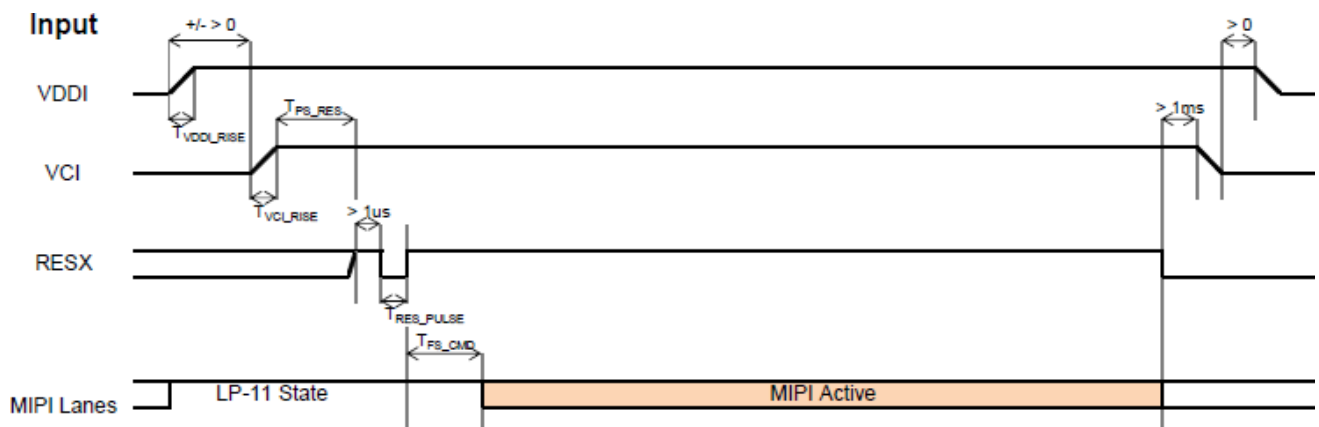 Input
+/- > 0
> 0
VDDI
TVDDI_RISE
TPS_RES
> 1ms
VCI
TVCI_RISE
> 1us
RESX
TRES_PULSE
TFS_CMD
MIPI Lanes
LP-11 State
MIPI Active